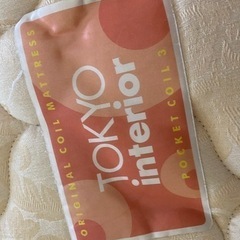 ORIGINAL COIL MATTRESS
TOKYO
interior
POCKET COIL 3